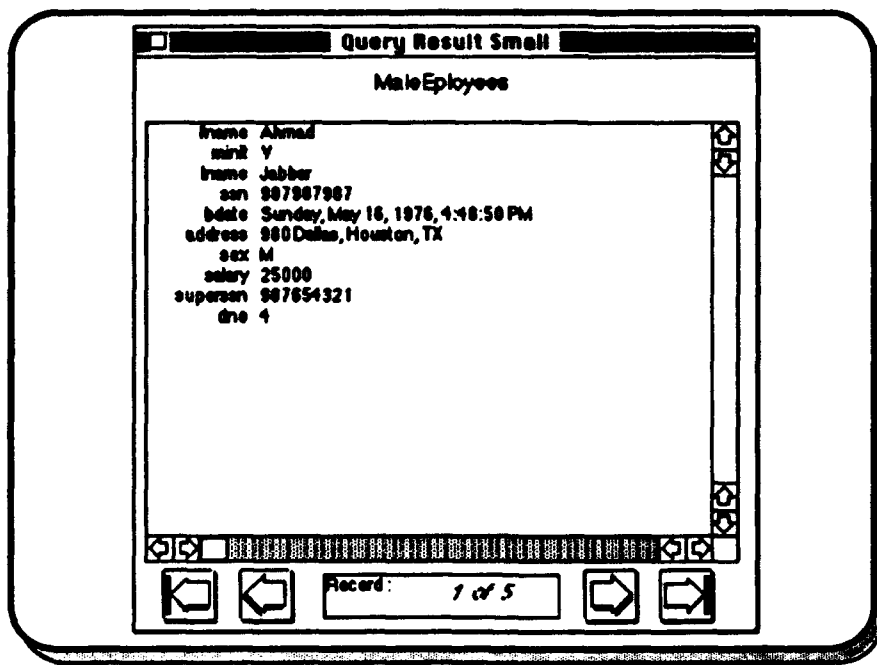 Query Result Small
MaleEployees
fname Ahmad
minit Y
lname Jabbar
ssn 987987987
bdate Sunday, May 16, 1976, 4:48:50 PM
address 980 Dallas, Houston, TX
sex M
salary 25000
superssn 987654321
dno 4
Record: 1 of 5